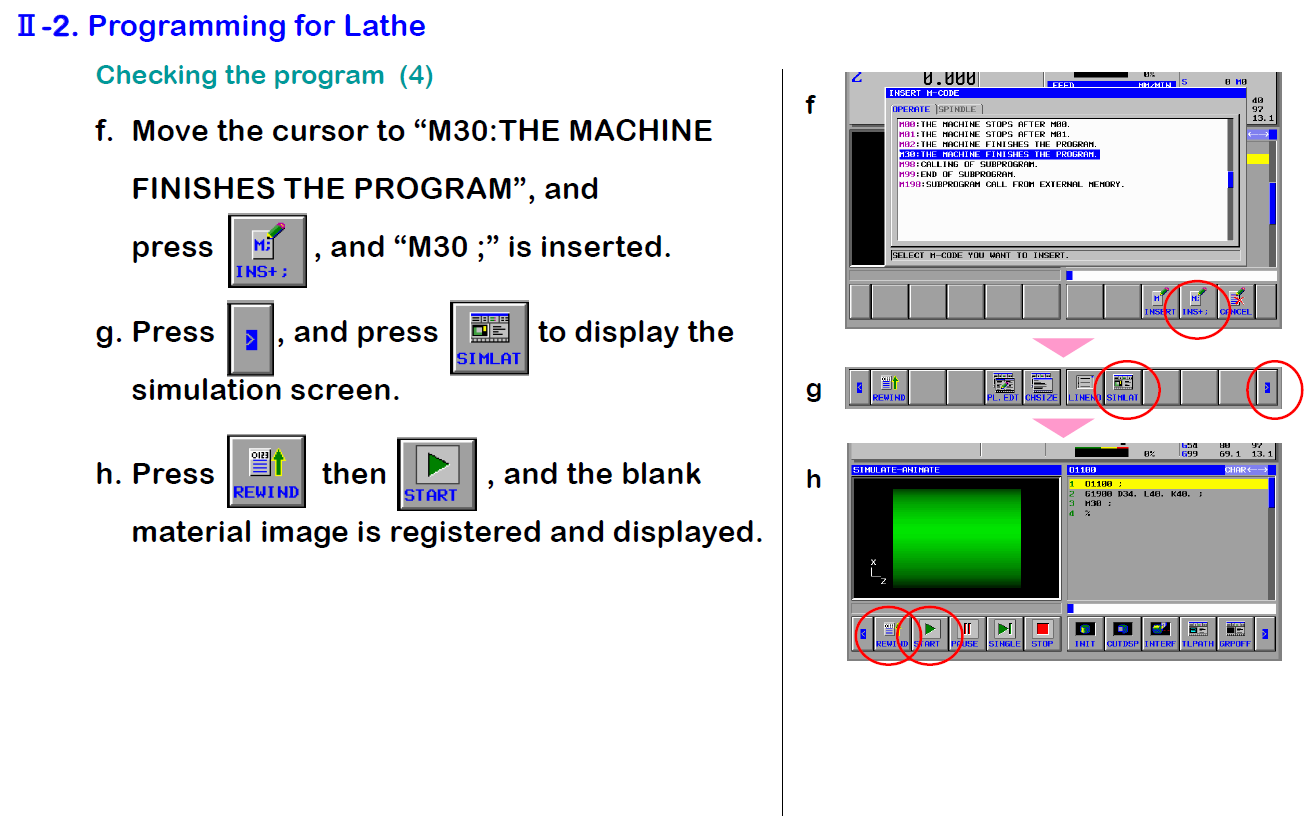 Ⅱ-2. Programming for Lathe
Checking the program (4)
f. Move the cursor to “M30:THE MACHINE
FINISHES THE PROGRAM”, and
press M; INS+; , and “M30 ;” is inserted.
g. Press > , and press SIMLAT to display the
simulation screen.
h. Press 0123 REWIND then START , and the blank
material image is registered and displayed.
f
Z 0.000 0% S 0 M0
FEED MM/MIN
INSERT M-CODE
40
OPERATE SPINDLE
97
13.1
M00:THE MACHINE STOPS AFTER M00.
M01:THE MACHINE STOPS AFTER M01.
M02:THE MACHINE FINISHES THE PROGRAM.
M30:THE MACHINE FINISHES THE PROGRAM.
M98:CALLING OF SUBPROGRAM.
M99:END OF SUBPROGRAM.
M198:SUBPROGRAM CALL FROM EXTERNAL MEMORY.
SELECT M-CODE YOU WANT TO INSERT.
INSERT INS+; CANCEL
g
< REWIND PL.EDT CHSIZE LINENO SIMLAT >
h
G54 80 97
0% G99 69.1 13.1
SIMULATE-ANIMATE O1100 CHAR
1 O1100 ;
2 G1900 D34. L40. K40. ;
3 M30 ;
4 %
X
Z
< REWIND START PAUSE SINGLE STOP INIT CUTDSP INTERF TLPATH GRPOFF >